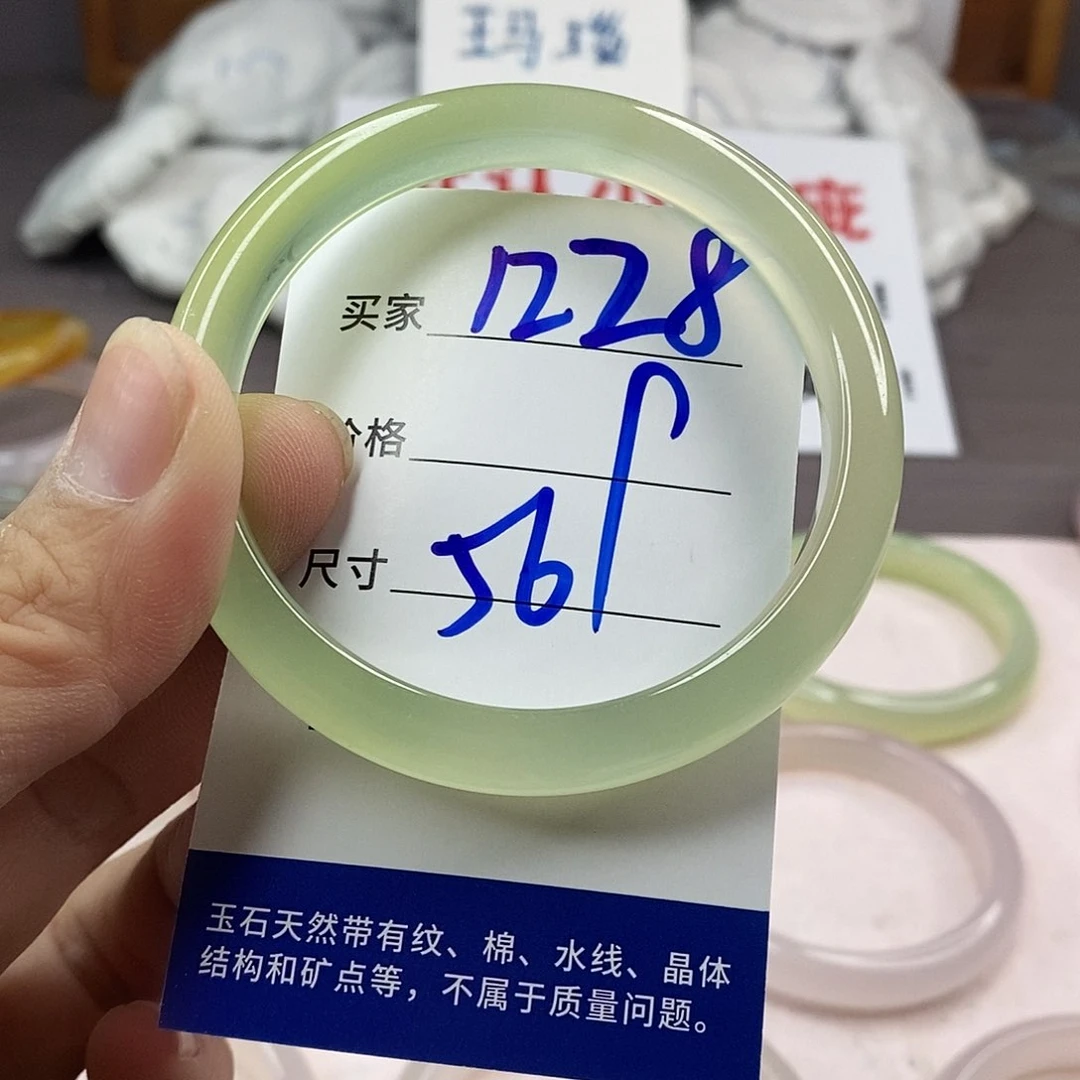 玛瑙
买家 1228
价格
尺寸 56
玉石天然带有纹、棉、水线、晶体
结构和矿点等，不属于质量问题。